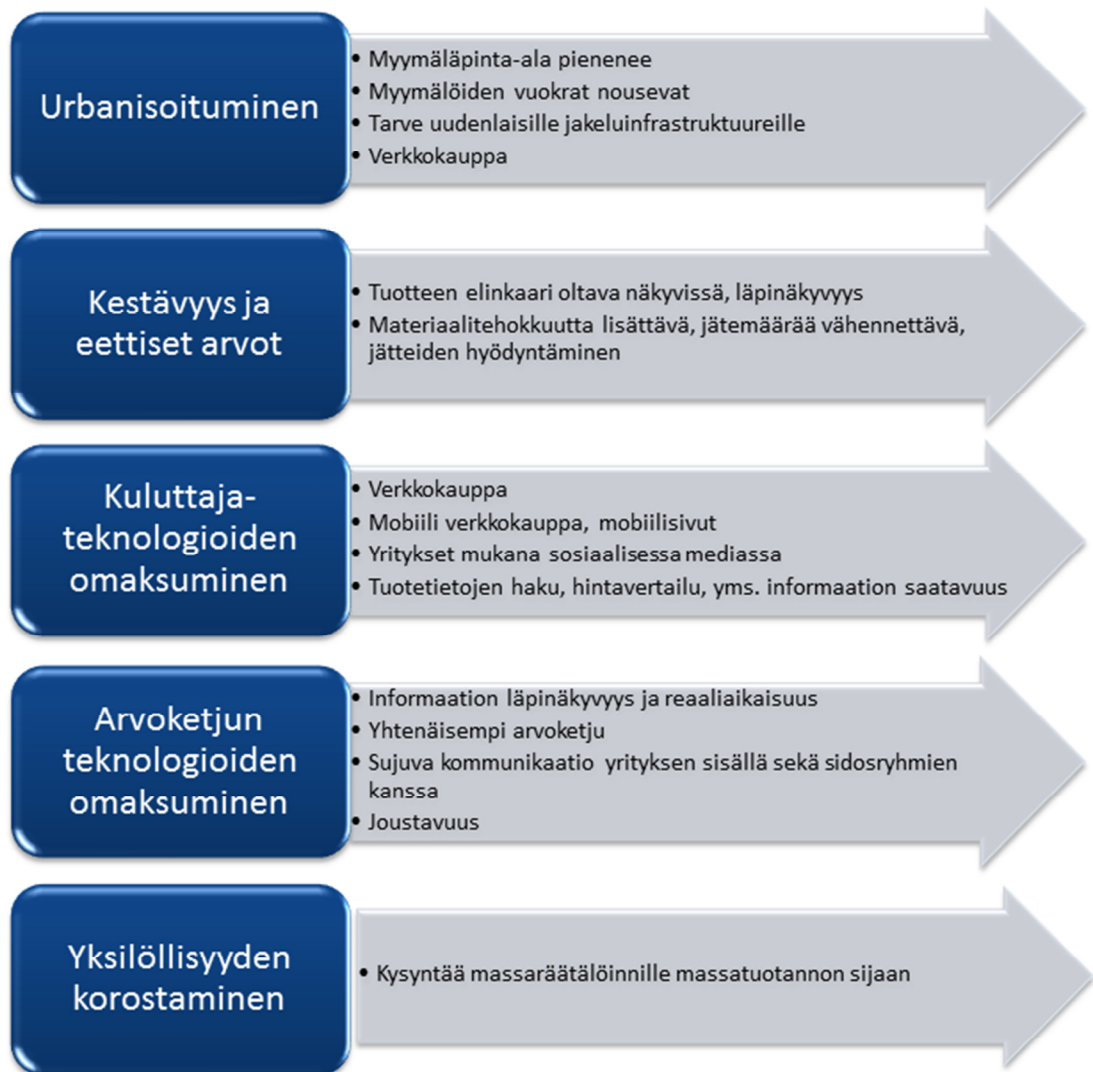 Urbanisoituminen
• Myymäläpinta-ala pienenee
• Myymälöiden vuokrat nousevat
• Tarve uudenlaisille jakeluinfrastruktuureille
• Verkkokauppa
Kestävyys ja
eettiset arvot
• Tuotteen elinkaari oltava näkyvissä, läpinäkyvyys
• Materiaalitehokkuutta lisättävä, jätemäärää vähennettävä,
jätteiden hyödyntäminen
Kuluttaja-
teknologioiden
omaksuminen
• Verkkokauppa
• Mobiili verkkokauppa, mobiilisivut
• Yritykset mukana sosiaalisessa mediassa
• Tuotetietojen haku, hintavertailu, yms. informaation saatavuus
Arvoketjun
teknologioiden
omaksuminen
• Informaation läpinäkyvyys ja reaaliaikaisuus
• Yhtenäisempi arvoketju
• Sujuva kommunikaatio yrityksen sisällä sekä sidosryhmien
kanssa
• Joustavuus
Yksilöllisyyden
korostaminen
• Kysyntää massaräätälöinnille massatuotannon sijaan